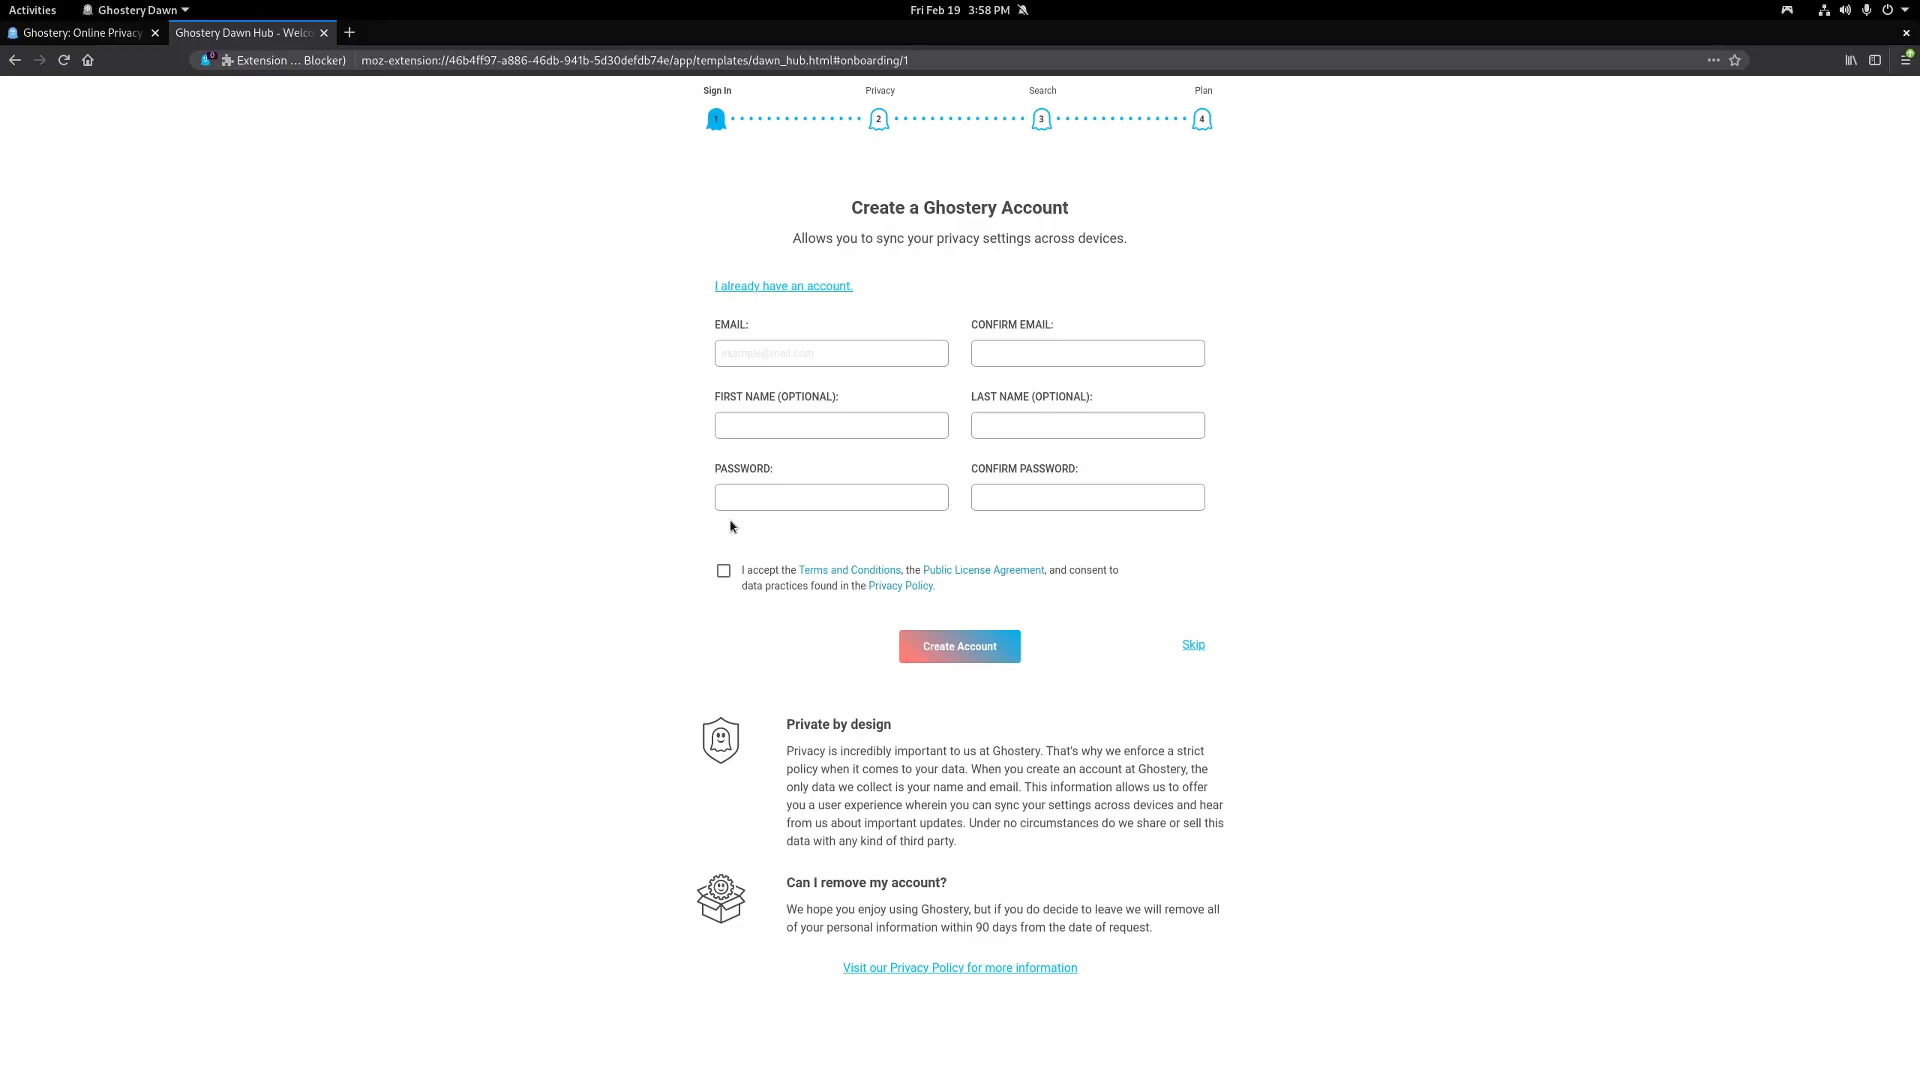 Activities Ghostery Dawn Fri Feb 19 3:58 PM
Ghostery: Online Privacy Ghostery Dawn Hub - Welco
Extension ... Blocker) moz-extension://46b4ff97-a886-46db-941b-5d30defdb74e/app/templates/dawn_hub.html#onboarding/1
Sign In Privacy Search Plan
1 2 3 4
Create a Ghostery Account
Allows you to sync your privacy settings across devices.
I already have an account.
EMAIL: CONFIRM EMAIL:
example@mail.com
FIRST NAME (OPTIONAL): LAST NAME (OPTIONAL):
PASSWORD: CONFIRM PASSWORD:
I accept the Terms and Conditions, the Public License Agreement, and consent to
data practices found in the Privacy Policy.
Create Account Skip
Private by design
Privacy is incredibly important to us at Ghostery. That's why we enforce a strict
policy when it comes to your data. When you create an account at Ghostery, the
only data we collect is your name and email. This information allows us to offer
you a user experience wherein you can sync your settings across devices and hear
from us about important updates. Under no circumstances do we share or sell this
data with any kind of third party.
Can I remove my account?
We hope you enjoy using Ghostery, but if you do decide to leave we will remove all
of your personal information within 90 days from the date of request.
Visit our Privacy Policy for more information